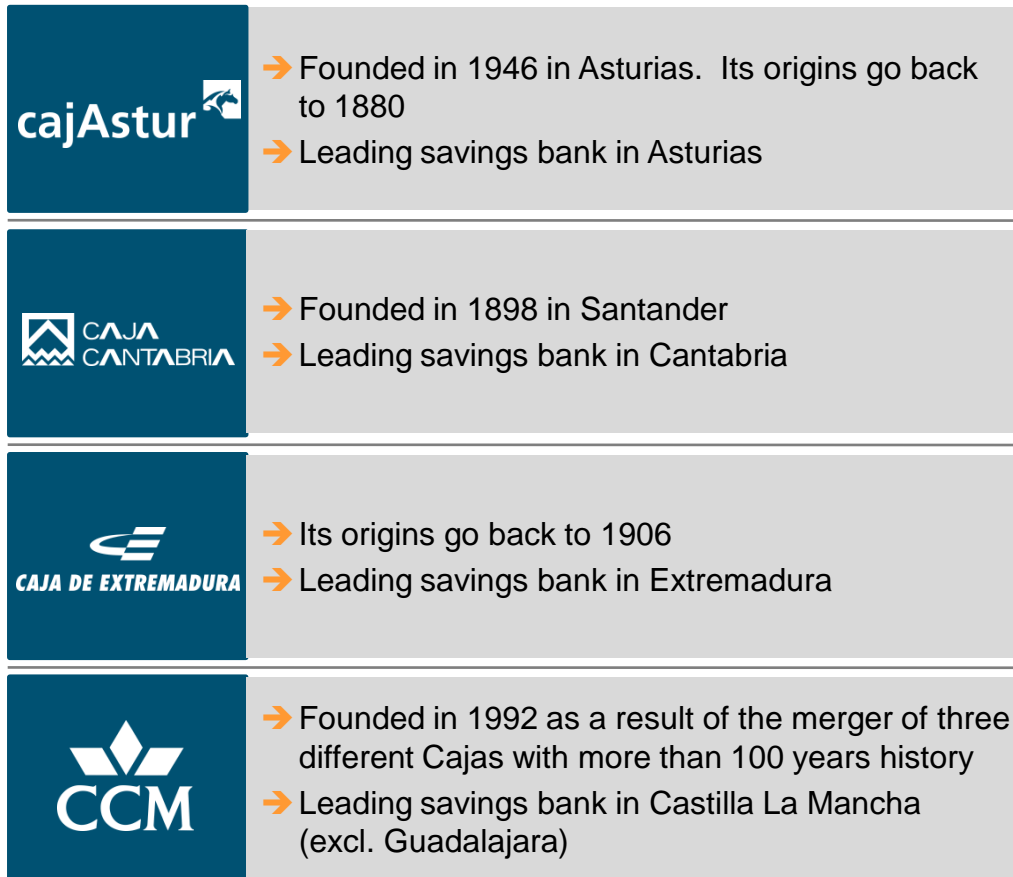 cajAstur
➔ Founded in 1946 in Asturias. Its origins go back
to 1880
➔ Leading savings bank in Asturias
CAJA
CANTABRIA
➔ Founded in 1898 in Santander
➔ Leading savings bank in Cantabria
CAJA DE EXTREMADURA
➔ Its origins go back to 1906
➔ Leading savings bank in Extremadura
CCM
➔ Founded in 1992 as a result of the merger of three
different Cajas with more than 100 years history
➔ Leading savings bank in Castilla La Mancha
(excl. Guadalajara)